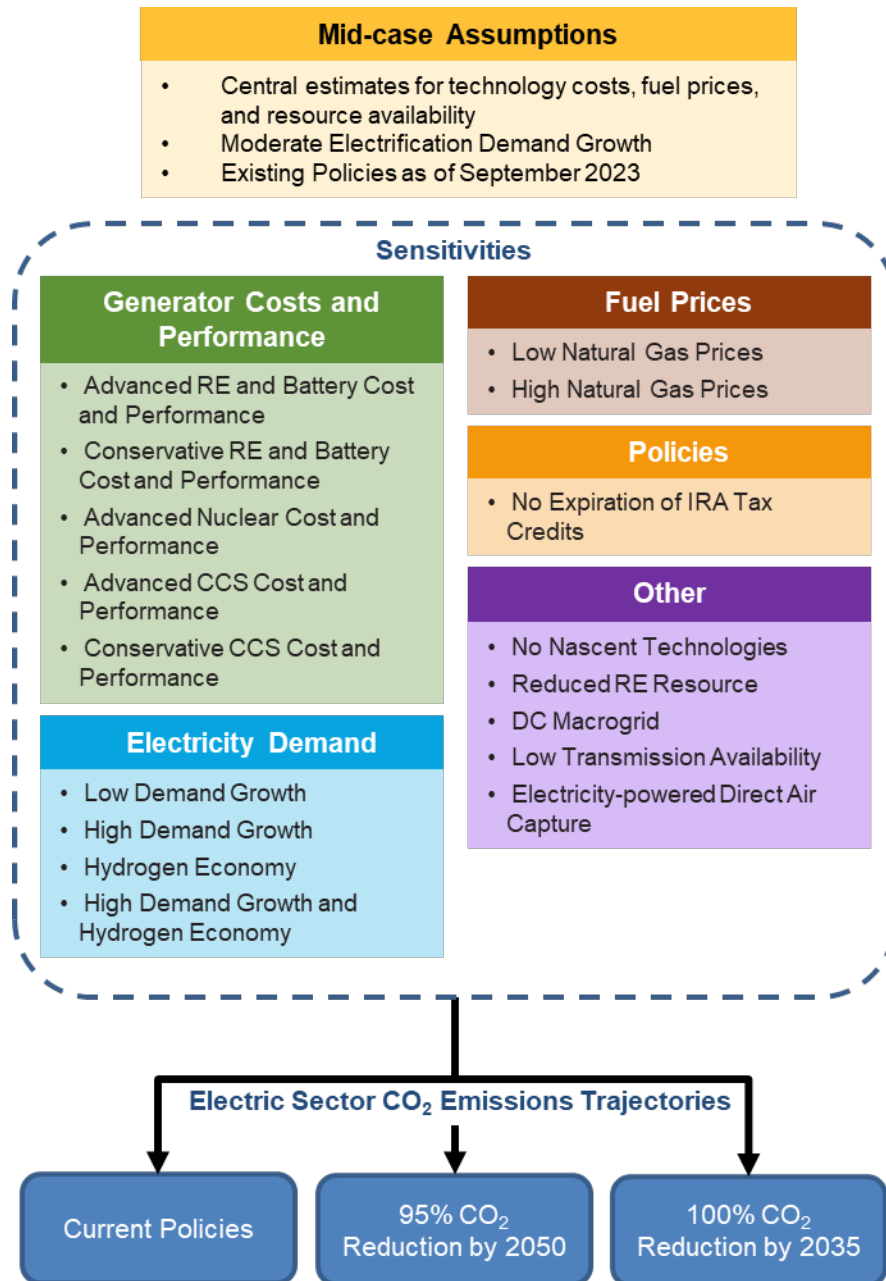 Mid-case Assumptions
• Central estimates for technology costs, fuel prices,
and resource availability
• Moderate Electrification Demand Growth
• Existing Policies as of September 2023
Sensitivities
Generator Costs and
Performance
• Advanced RE and Battery Cost
and Performance
• Conservative RE and Battery
Cost and Performance
• Advanced Nuclear Cost and
Performance
• Advanced CCS Cost and
Performance
• Conservative CCS Cost and
Performance
Electricity Demand
• Low Demand Growth
• High Demand Growth
• Hydrogen Economy
• High Demand Growth and
Hydrogen Economy
Fuel Prices
• Low Natural Gas Prices
• High Natural Gas Prices
Policies
• No Expiration of IRA Tax
Credits
Other
• No Nascent Technologies
• Reduced RE Resource
• DC Macrogrid
• Low Transmission Availability
• Electricity-powered Direct Air
Capture
Electric Sector CO₂ Emissions Trajectories
Current Policies
95% CO₂
Reduction by 2050
100% CO₂
Reduction by 2035